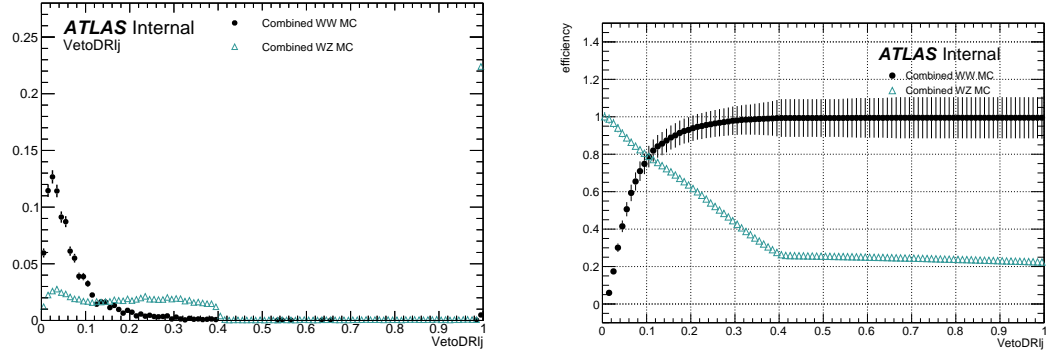 ATLAS Internal
VetoDRlj
Combined WW MC
Combined WZ MC
0.25
0.2
0.15
0.1
0.05
0
0 0.1 0.2 0.3 0.4 0.5 0.6 0.7 0.8 0.9 1
VetoDRlj
efficiency
ATLAS Internal
Combined WW MC
Combined WZ MC
1.4
1.2
1
0.8
0.6
0.4
0.2
0
0 0.1 0.2 0.3 0.4 0.5 0.6 0.7 0.8 0.9 1
VetoDRlj